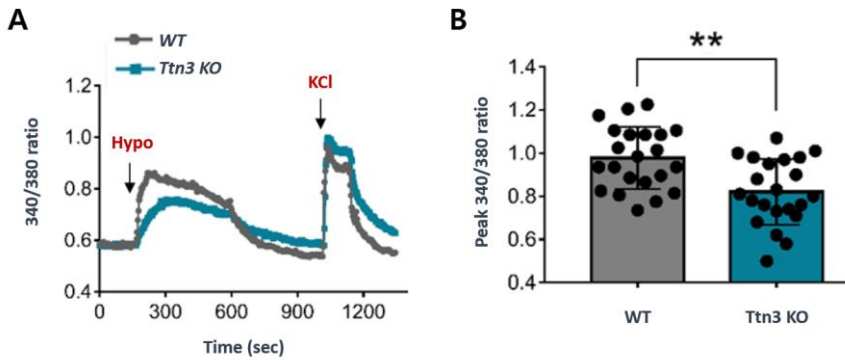 A
WT
Ttn3 KO
KCl
Hypo
340/380 ratio
1.2
1.0
0.8
0.6
0.4
0 300 600 900 1200
Time (sec)
B
**
Peak 340/380 ratio
1.4
1.2
1.0
0.8
0.6
0.4
WT Ttn3 KO